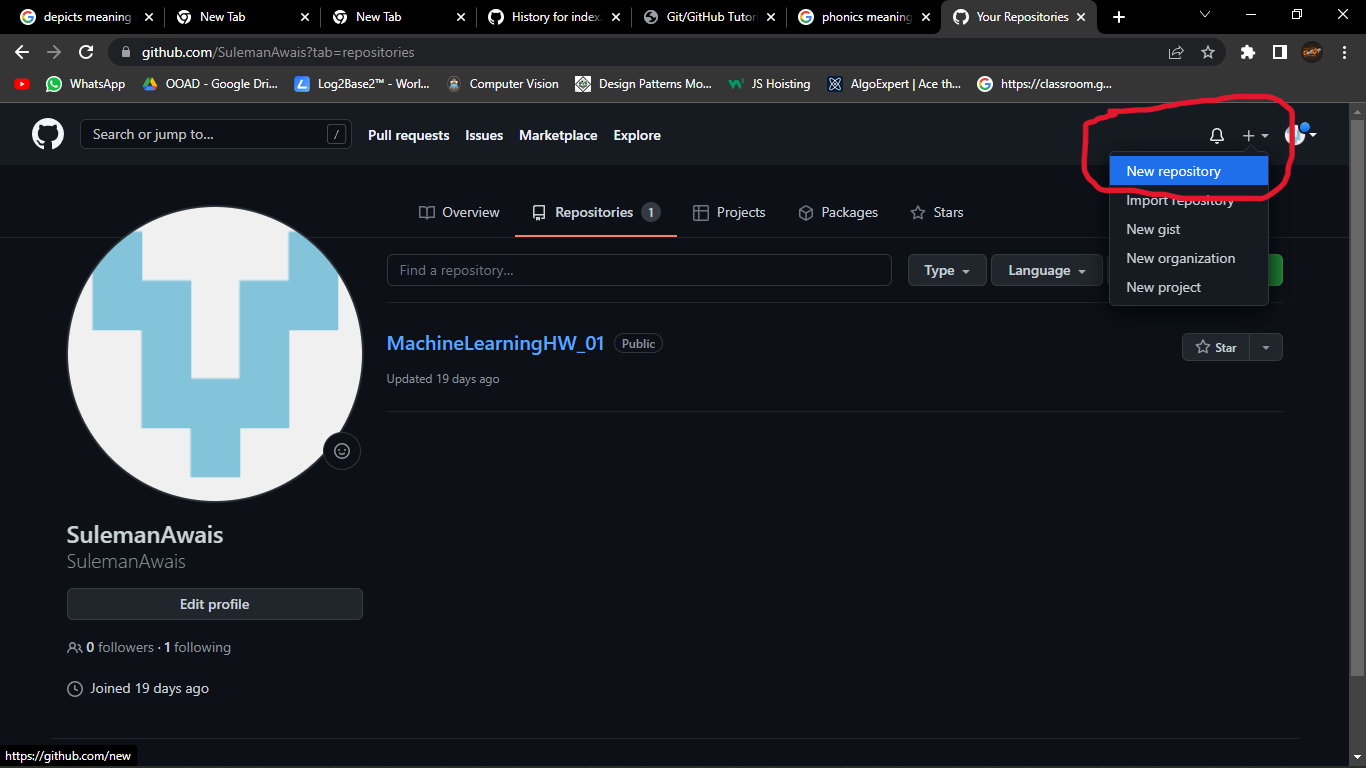 depicts meaning
New Tab
New Tab
History for index.
Git/GitHub Tutor
phonics meaning
Your Repositories
github.com/SulemanAwais?tab=repositories
WhatsApp
OOAD - Google Dri...
Log2Base2™ - Worl...
Computer Vision
Design Patterns Mo...
JS Hoisting
AlgoExpert | Ace th...
https://classroom.g...
Search or jump to...
/
Pull requests
Issues
Marketplace
Explore
New repository
Import repository
New gist
New organization
New project
Overview
Repositories 1
Projects
Packages
Stars
Find a repository...
Type
Language
MachineLearningHW_01 Public
Star
Updated 19 days ago
SulemanAwais
SulemanAwais
Edit profile
0 followers · 1 following
Joined 19 days ago
https://github.com/new